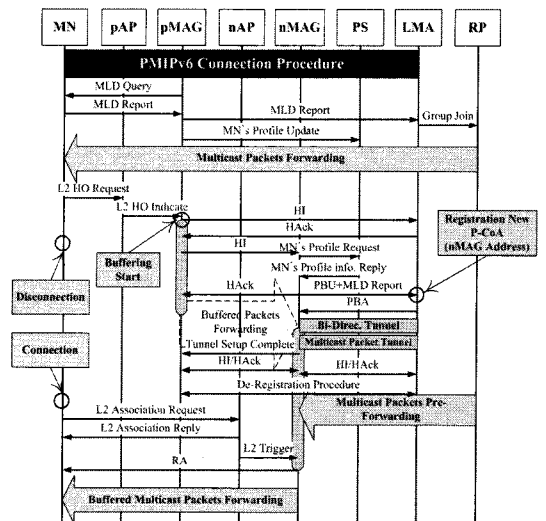 MN pAP pMAG nAP nMAG PS LMA RP
PMIPv6 Connection Procedure
MLD Query
MLD Report
MLD Report
Group Join
MN`s Profile Update
Multicast Packets Forwarding
L2 HO Request
L2 HO Indicate
HI
HAck
Registration New
P-CoA
(nMAG Address)
HI
MN`s Profile Request
Buffering
Start
MN`s Profile info. Reply
Disconnection
HAck
PBU+MLD Report
PBA
Buffered Packets
Forwarding
Bi-Direc. Tunnel
Tunnel Setup Complete
Multicast Packet Tunnel
Connection
HI/HAck
HI/HAck
De-Registration Procedure
L2 Association Request
Multicast Packets Pre-
Forwarding
L2 Association Reply
L2 Trigger
RA
Buffered Multicast Packets Forwarding